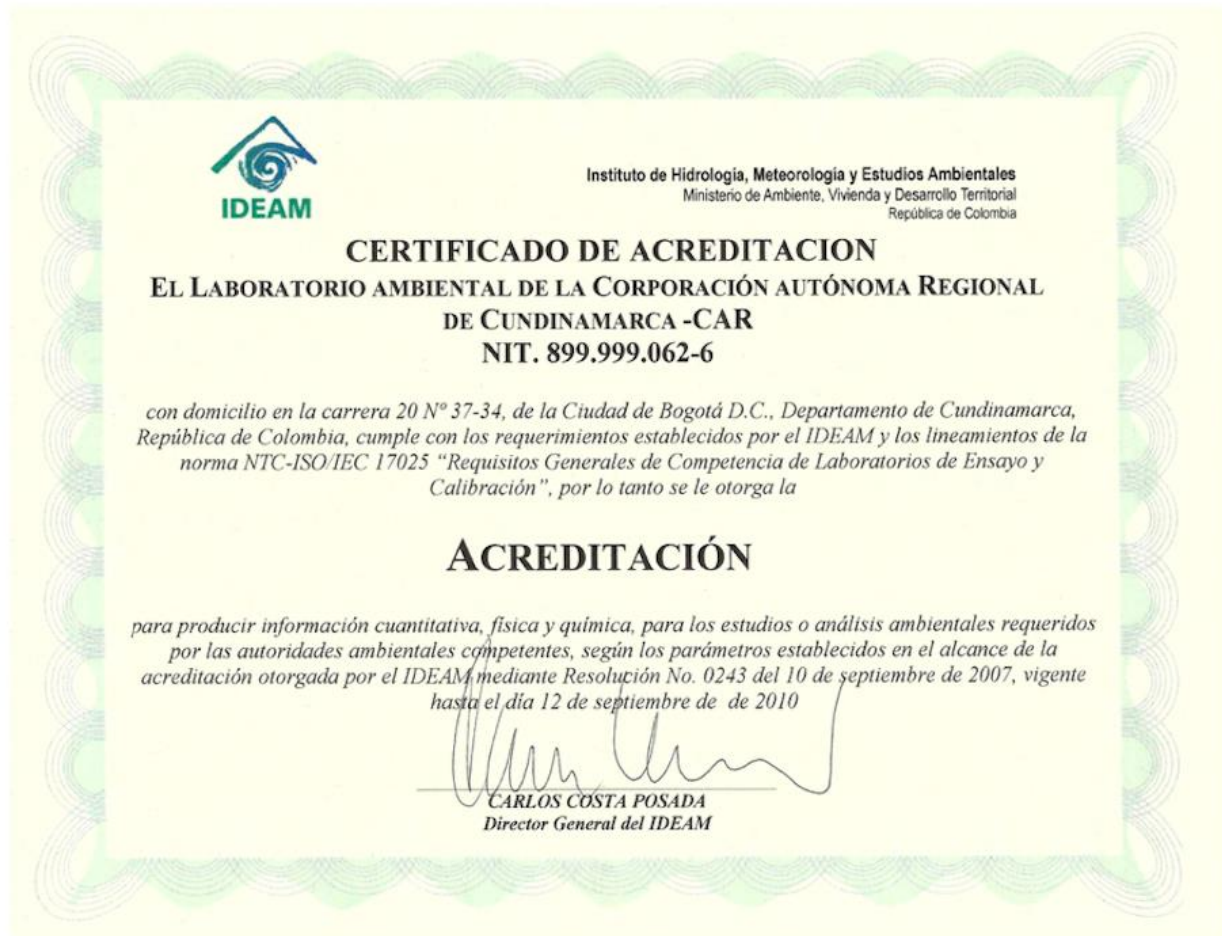 IDEAM
Instituto de Hidrología, Meteorología y Estudios Ambientales
Ministerio de Ambiente, Vivienda y Desarrollo Territorial
República de Colombia
CERTIFICADO DE ACREDITACION
EL LABORATORIO AMBIENTAL DE LA CORPORACIÓN AUTÓNOMA REGIONAL
DE CUNDINAMARCA -CAR
NIT. 899.999.062-6
con domicilio en la carrera 20 Nº 37-34, de la Ciudad de Bogotá D.C., Departamento de Cundinamarca,
República de Colombia, cumple con los requerimientos establecidos por el IDEAM y los lineamientos de la
norma NTC-ISO/IEC 17025 “Requisitos Generales de Competencia de Laboratorios de Ensayo y
Calibración”, por lo tanto se le otorga la
ACREDITACIÓN
para producir información cuantitativa, física y química, para los estudios o análisis ambientales requeridos
por las autoridades ambientales competentes, según los parámetros establecidos en el alcance de la
acreditación otorgada por el IDEAM mediante Resolución No. 0243 del 10 de septiembre de 2007, vigente
hasta el día 12 de septiembre de de 2010
CARLOS COSTA POSADA
Director General del IDEAM